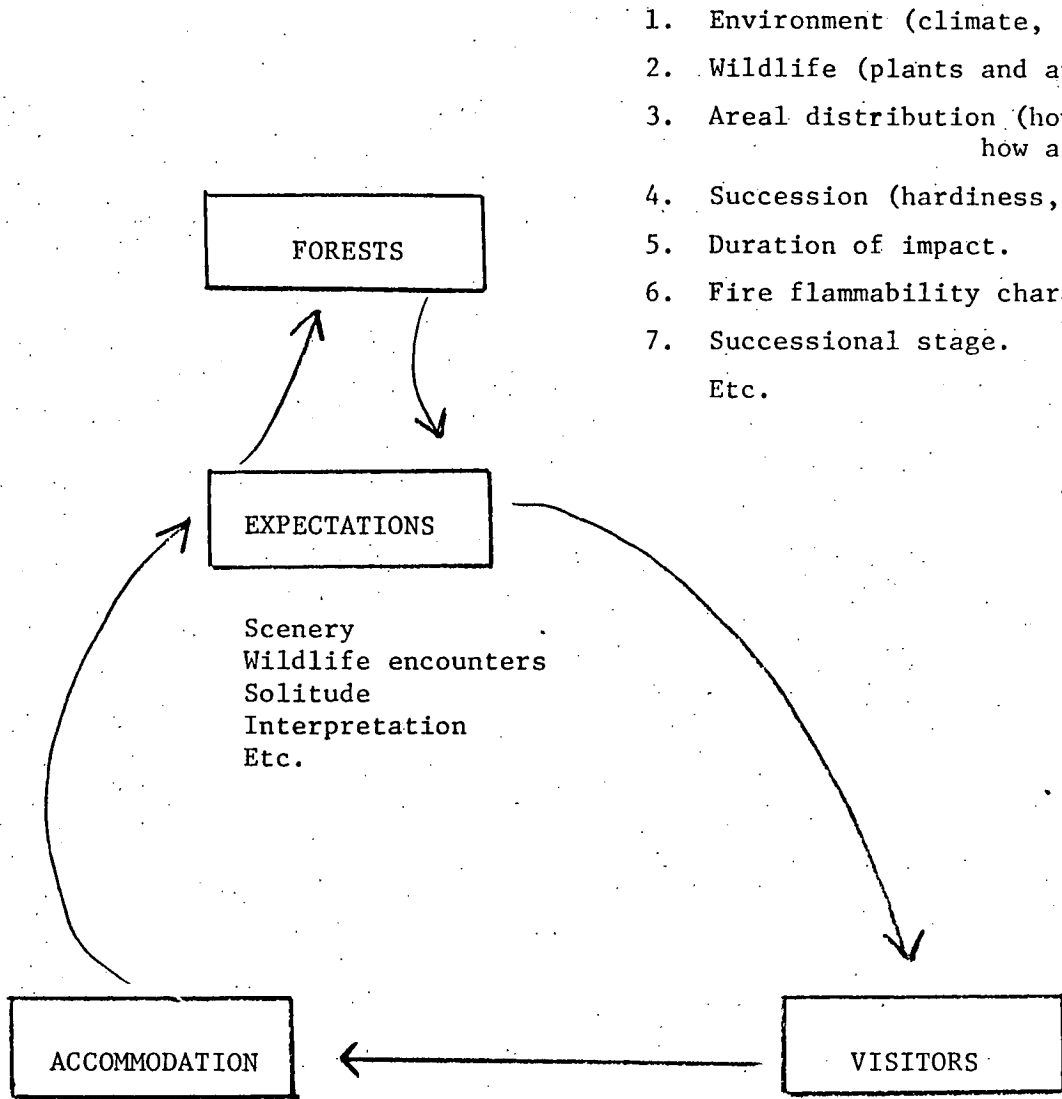 1. Environment (climate,
2. Wildlife (plants and a
3. Areal distribution (ho
how a
4. Succession (hardiness,
5. Duration of impact.
6. Fire flammability char
7. Successional stage.
Etc.
FORESTS
EXPECTATIONS
Scenery
Wildlife encounters
Solitude
Interpretation
Etc.
ACCOMMODATION
VISITORS